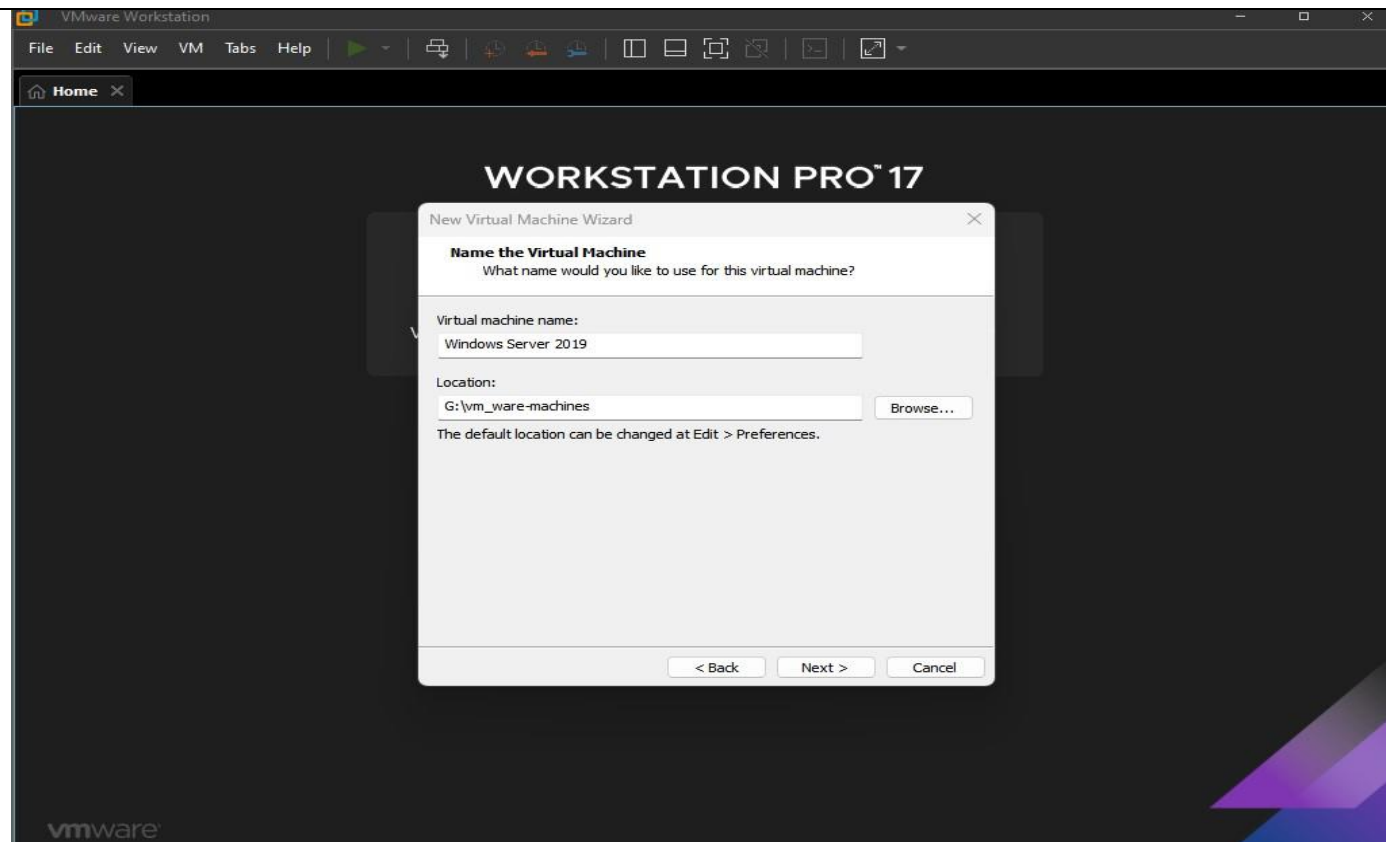 VMware Workstation
File Edit View VM Tabs Help
Home
WORKSTATION PRO™ 17
New Virtual Machine Wizard
Name the Virtual Machine
What name would you like to use for this virtual machine?
Virtual machine name:
Windows Server 2019
Location:
G:\vm_ware-machines
Browse...
The default location can be changed at Edit > Preferences.
< Back Next > Cancel
vmware